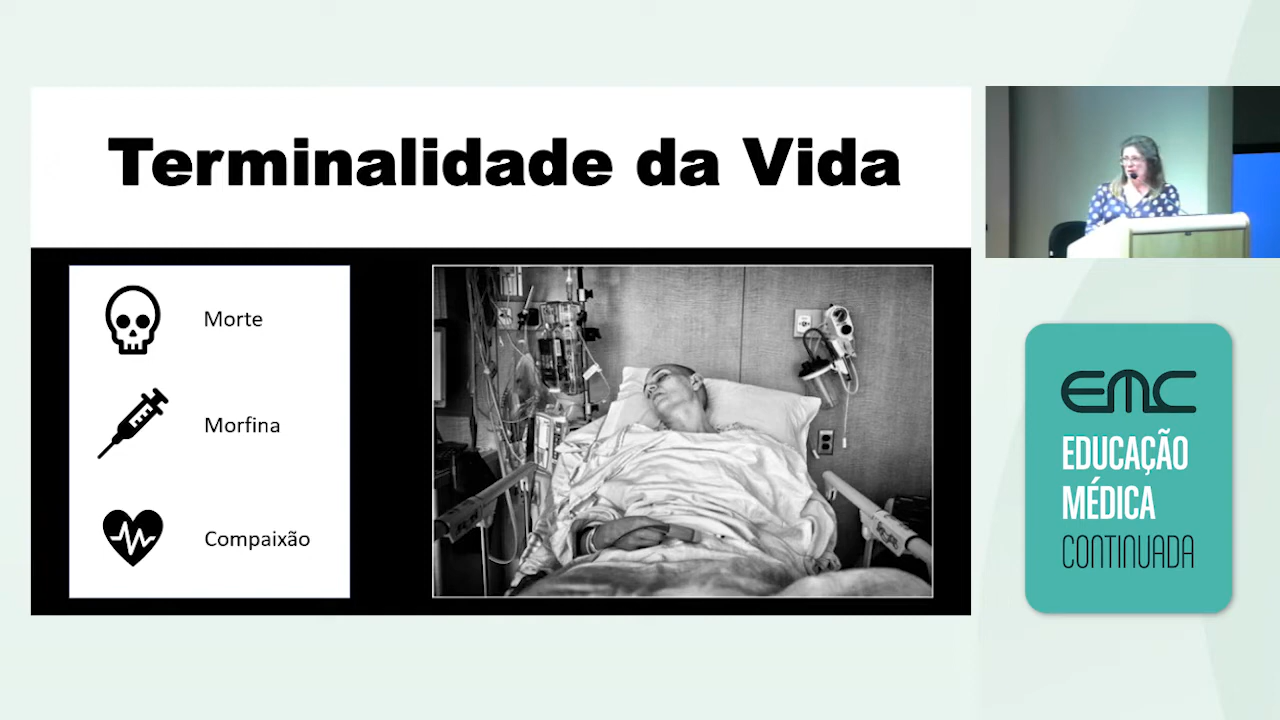 Terminalidade da Vida
Morte
Morfina
Compaixão
EMC
EDUCAÇÃO
MÉDICA
CONTINUADA